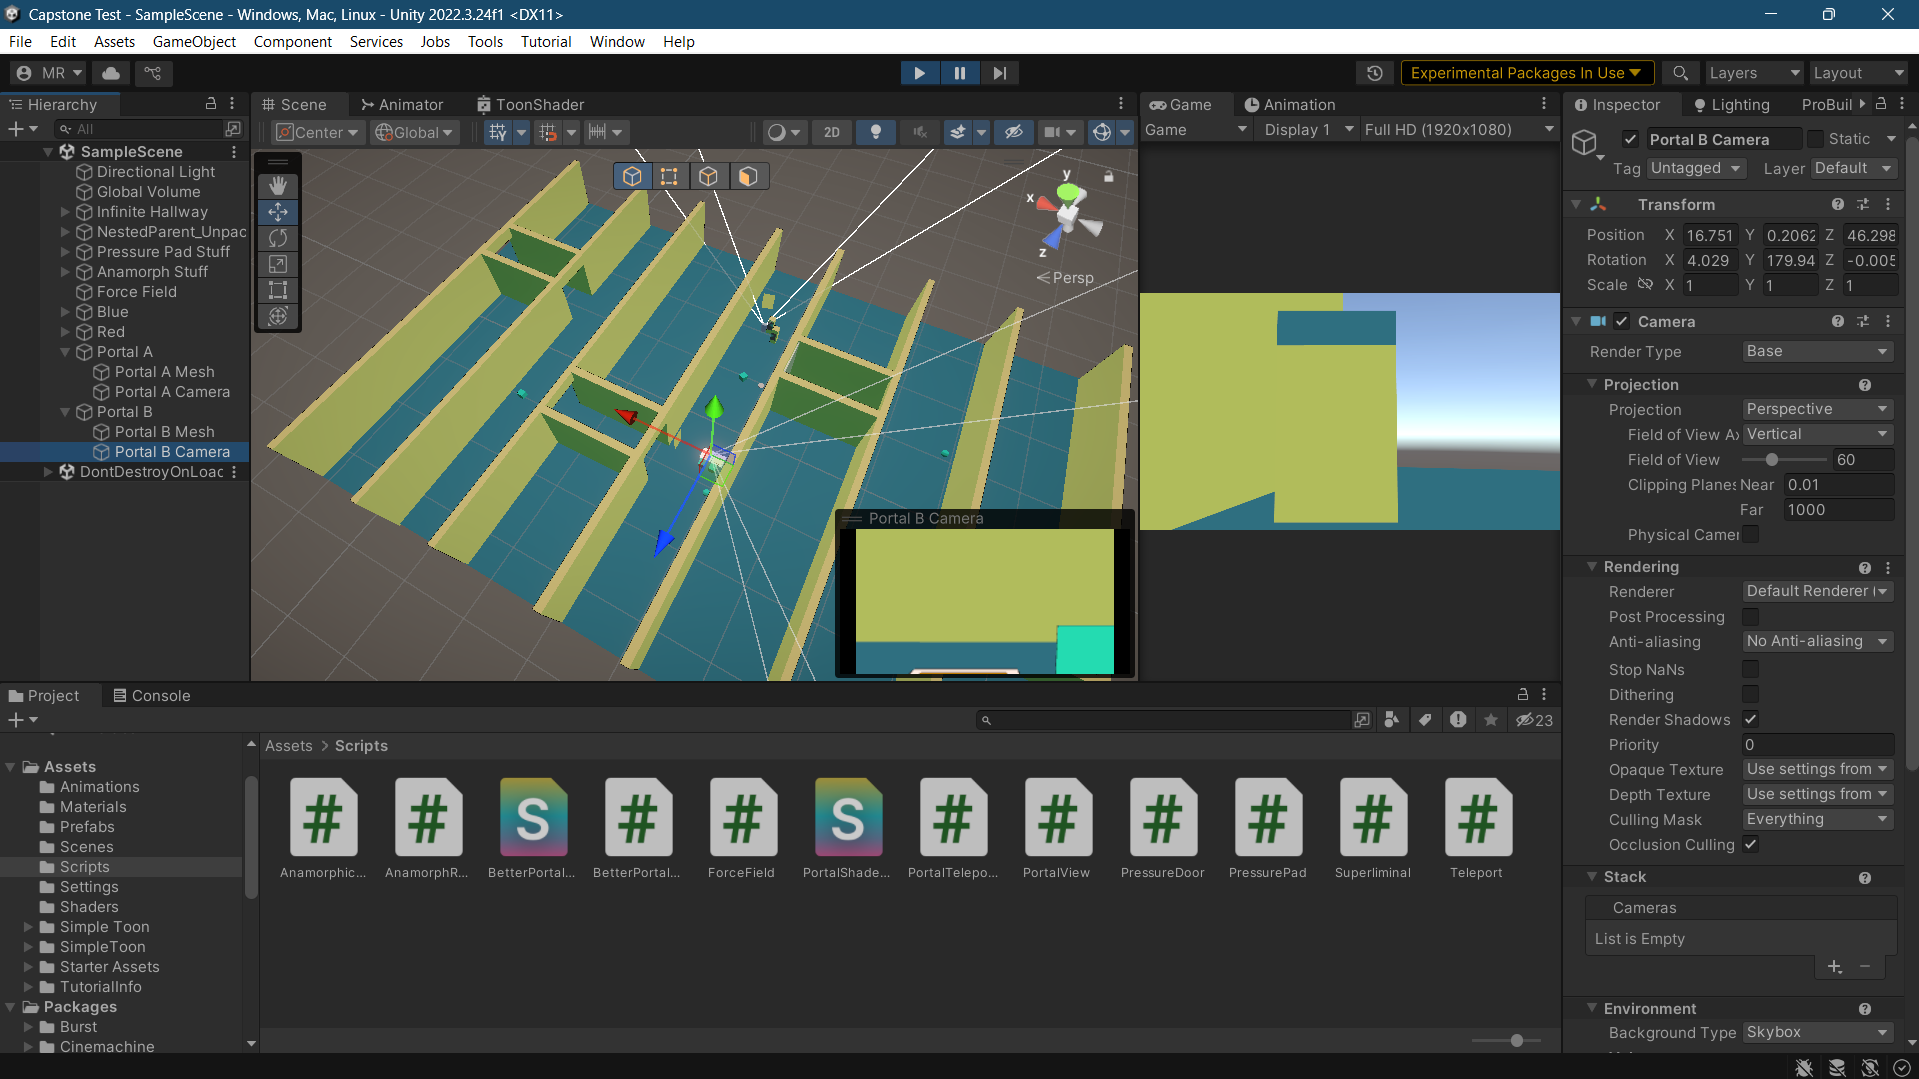 Capstone Test - SampleScene - Windows, Mac, Linux - Unity 2022.3.24f1 <DX11>
File Edit Assets GameObject Component Services Jobs Tools Tutorial Window Help
MR
Experimental Packages In Use
Layers
Layout
Hierarchy
All
SampleScene
Directional Light
Global Volume
Infinite Hallway
NestedParent_Unpac
Pressure Pad Stuff
Anamorph Stuff
Force Field
Blue
Red
Portal A
Portal A Mesh
Portal A Camera
Portal B
Portal B Mesh
Portal B Camera
DontDestroyOnLoad
Scene
Animator
ToonShader
Center
Global
2D
y
x
z
Persp
Portal B Camera
Game
Animation
Game
Display 1
Full HD (1920x1080)
Inspector
Lighting
ProBuil
Portal B Camera
Static
Tag Untagged
Layer Default
Transform
Position X 16.751 Y 0.2062 Z 46.298
Rotation X 4.029 Y 179.94 Z -0.005
Scale X 1 Y 1 Z 1
Camera
Render Type Base
Projection
Projection Perspective
Field of View Ax Vertical
Field of View 60
Clipping Planes Near 0.01
Far 1000
Physical Camer
Rendering
Renderer Default Renderer (
Post Processing
Anti-aliasing No Anti-aliasing
Stop NaNs
Dithering
Render Shadows
Priority 0
Opaque Texture Use settings from
Depth Texture Use settings from
Culling Mask Everything
Occlusion Culling
Stack
Cameras
List is Empty
Environment
Background Type Skybox
Project
Console
23
Assets
Animations
Materials
Prefabs
Scenes
Scripts
Settings
Shaders
Simple Toon
SimpleToon
Starter Assets
TutorialInfo
Packages
Burst
Cinemachine
Assets > Scripts
Anamorphic...
AnamorphR...
BetterPortal...
BetterPortal...
ForceField
PortalShade...
PortalTelepo...
PortalView
PressureDoor
PressurePad
Superliminal
Teleport